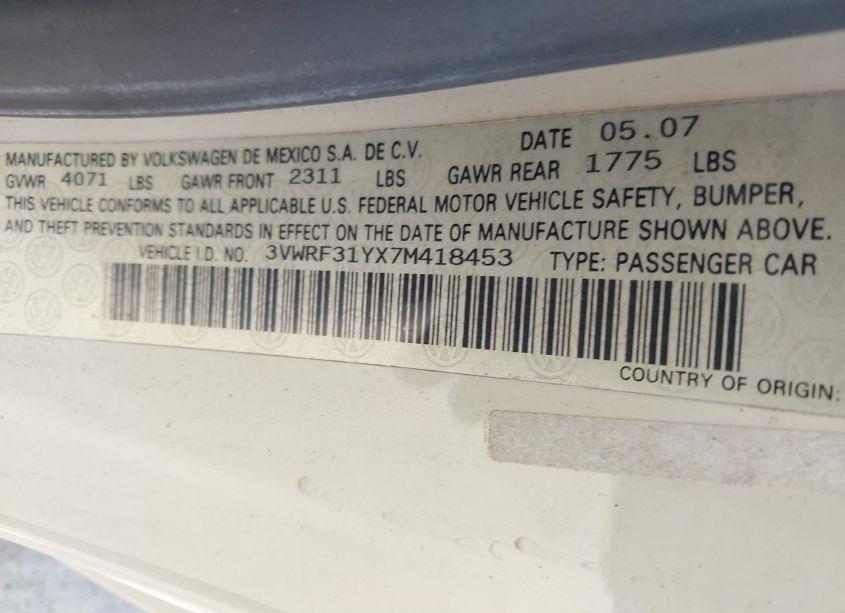 MANUFACTURED BY VOLKSWAGEN DE MEXICO S.A. DE C.V. DATE 05.07
GVWR 4071 LBS GAWR FRONT 2311 LBS GAWR REAR 1775 LBS
THIS VEHICLE CONFORMS TO ALL APPLICABLE U.S. FEDERAL MOTOR VEHICLE SAFETY, BUMPER,
AND THEFT PREVENTION STANDARDS IN EFFECT ON THE DATE OF MANUFACTURE SHOWN ABOVE.
VEHICLE I.D. NO. 3VWRF31YX7M418453 TYPE: PASSENGER CAR
COUNTRY OF ORIGIN: